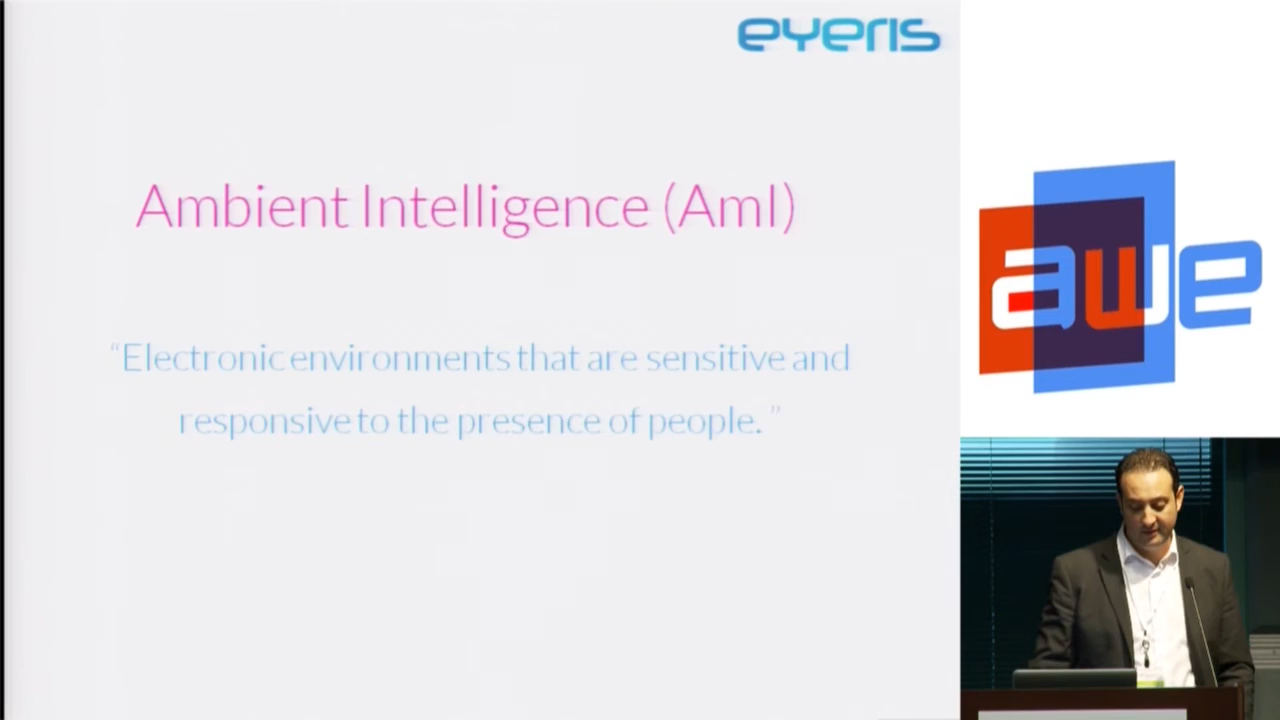 eyeris
Ambient Intelligence (AmI)
“Electronic environments that are sensitive and
responsive to the presence of people. ”
awe